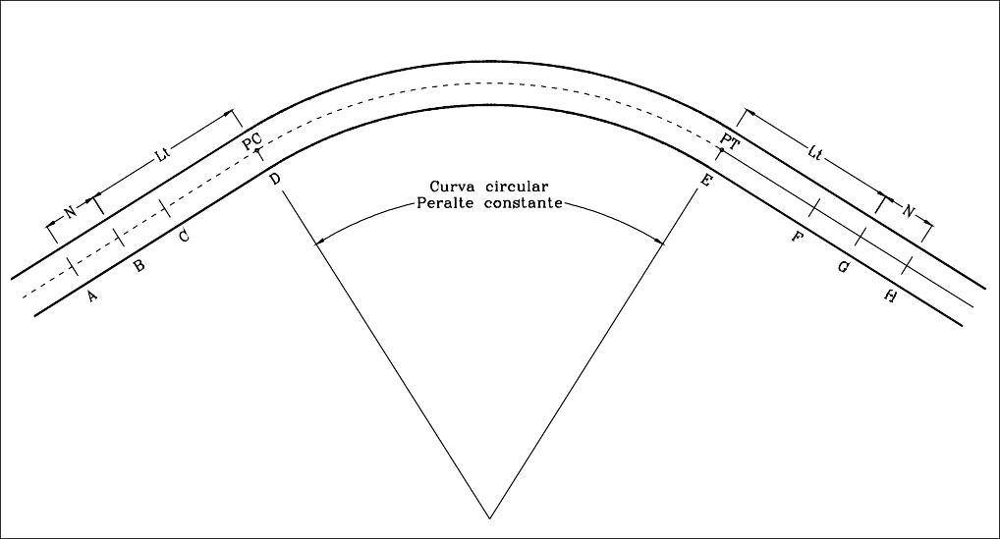 Lt
N
PC
D
C
B
A
Curva circular
Peralte constante
PT
E
Lt
N
F
G
H